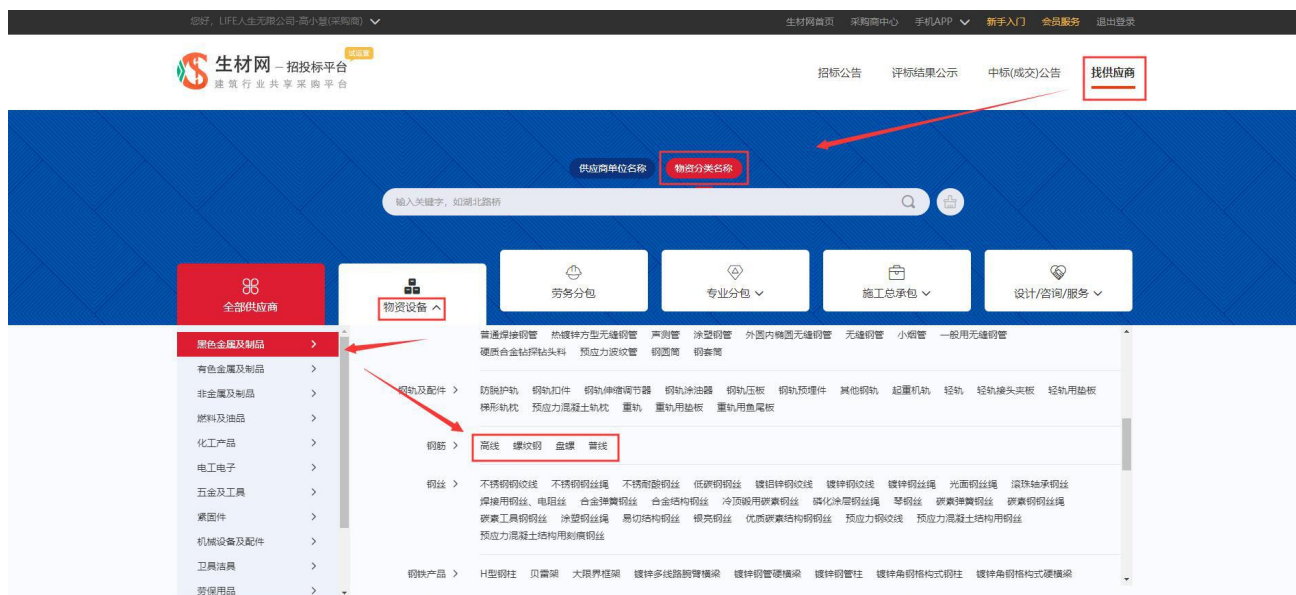 您好，LIFE人生无限公司-高小慧(采购商)
生材网首页 采购商中心 手机APP 新手入门 会员服务 退出登录
生材网 – 招投标平台 试运营
建筑行业共享采购平台
招标公告 评标结果公示 中标(成交)公告 找供应商
供应商单位名称 物资分类名称
输入关键字，如湖北路桥
全部供应商 物资设备 劳务分包 专业分包 施工总承包 设计/咨询/服务
黑色金属及制品
有色金属及制品
非金属及制品
燃料及油品
化工产品
电工电子
五金及工具
紧固件
机械设备及配件
卫具洁具
劳保用品
普通焊接钢管 热镀锌方型无缝钢管 声测管 涂塑钢管 外圆内椭圆无缝钢管 无缝钢管 小烟管 一般用无缝钢管
硬质合金钻探钻头料 预应力波纹管 钢圆筒 钢套筒
钢轨及配件 > 防脱护轨 钢轨扣件 钢轨伸缩调节器 钢轨涂油器 钢轨压板 钢轨预埋件 其他钢轨 起重机轨 轻轨 轻轨接头夹板 轻轨用垫板
梯形轨枕 预应力混凝土轨枕 重轨 重轨用垫板 重轨用鱼尾板
钢筋 > 高线 螺纹钢 盘螺 普线
钢丝 > 不锈钢钢绞线 不锈钢钢丝绳 不锈耐酸钢丝 低碳钢钢丝 镀铝锌钢绞线 镀锌钢绞线 镀锌钢丝绳 光面钢丝绳 滚珠轴承钢丝
焊接用钢丝、电阻丝 合金弹簧钢丝 合金结构钢丝 冷顶锻用碳素钢丝 磷化涂层钢丝绳 琴钢丝 碳素弹簧钢丝 碳素钢钢丝绳
碳素工具钢钢丝 涂塑钢丝绳 易切结构钢丝 银亮钢丝 优质碳素结构钢钢丝 预应力钢绞线 预应力混凝土结构用钢丝
预应力混凝土结构用刻痕钢丝
钢铁产品 > H型钢柱 贝雷架 大限界框架 镀锌多线路腕臂横梁 镀锌钢管硬横梁 镀锌钢管柱 镀锌角钢格构式钢柱 镀锌角钢格构式硬横梁